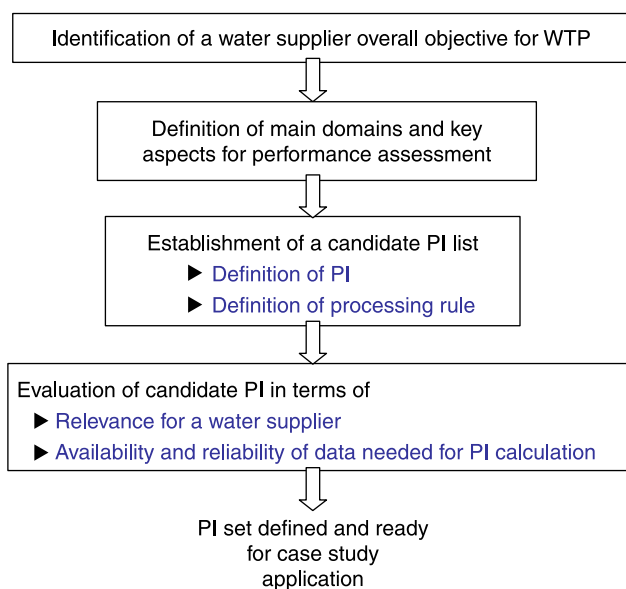 Identification of a water supplier overall objective for WTP
Definition of main domains and key
aspects for performance assessment
Establishment of a candidate PI list
▶ Definition of PI
▶ Definition of processing rule
Evaluation of candidate PI in terms of
▶ Relevance for a water supplier
▶ Availability and reliability of data needed for PI calculation
PI set defined and ready
for case study
application